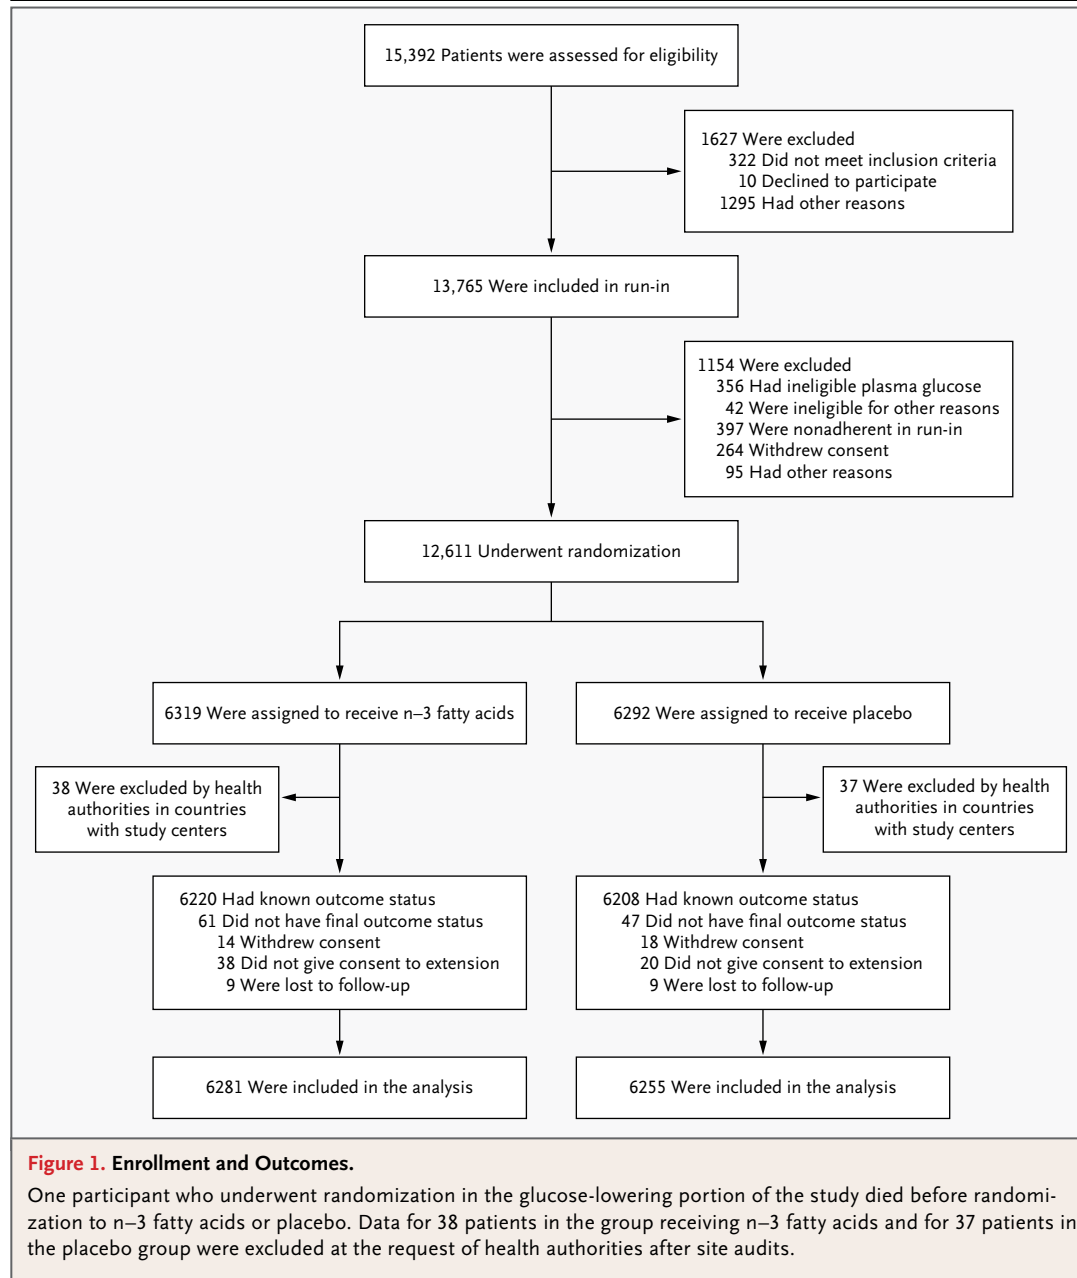 15,392 Patients were assessed for eligibility
1627 Were excluded
322 Did not meet inclusion criteria
10 Declined to participate
1295 Had other reasons
13,765 Were included in run-in
1154 Were excluded
356 Had ineligible plasma glucose
42 Were ineligible for other reasons
397 Were nonadherent in run-in
264 Withdrew consent
95 Had other reasons
12,611 Underwent randomization
6319 Were assigned to receive n–3 fatty acids
6292 Were assigned to receive placebo
38 Were excluded by health
authorities in countries
with study centers
37 Were excluded by health
authorities in countries
with study centers
6220 Had known outcome status
61 Did not have final outcome status
14 Withdrew consent
38 Did not give consent to extension
9 Were lost to follow-up
6208 Had known outcome status
47 Did not have final outcome status
18 Withdrew consent
20 Did not give consent to extension
9 Were lost to follow-up
6281 Were included in the analysis
6255 Were included in the analysis
Figure 1. Enrollment and Outcomes.
One participant who underwent randomization in the glucose-lowering portion of the study died before randomi-
zation to n–3 fatty acids or placebo. Data for 38 patients in the group receiving n–3 fatty acids and for 37 patients in
the placebo group were excluded at the request of health authorities after site audits.